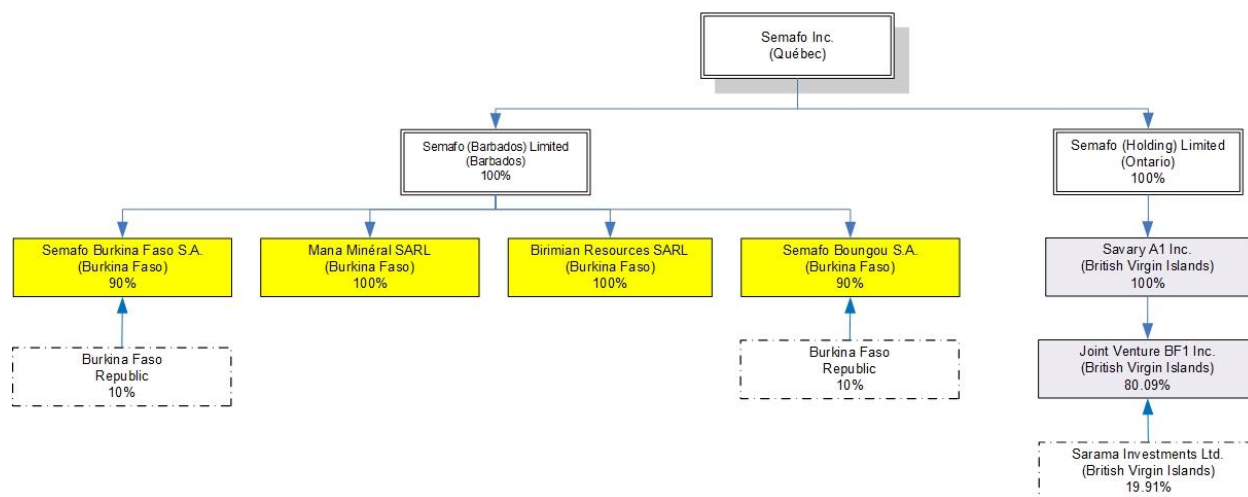 Semafo Inc.
(Québec)
Semafo (Barbados) Limited
(Barbados)
100%
Semafo (Holding) Limited
(Ontario)
100%
Semafo Burkina Faso S.A.
(Burkina Faso)
90%
Mana Minéral SARL
(Burkina Faso)
100%
Birimian Resources SARL
(Burkina Faso)
100%
Semafo Boungou S.A.
(Burkina Faso)
90%
Savary A1 Inc.
(British Virgin Islands)
100%
Burkina Faso
Republic
10%
Burkina Faso
Republic
10%
Joint Venture BF1 Inc.
(British Virgin Islands)
80.09%
Sarama Investments Ltd.
(British Virgin Islands)
19.91%